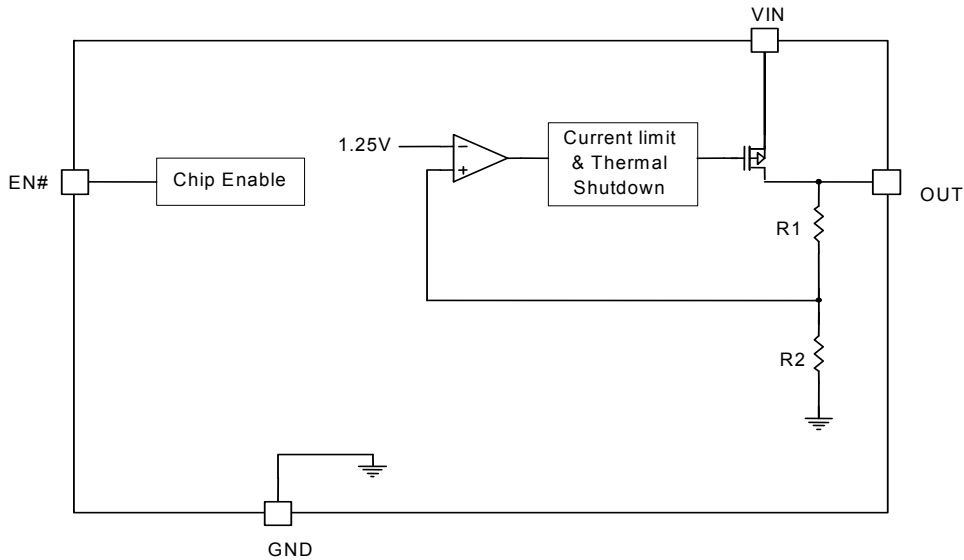 VIN
1.25V
−
+
Current limit
& Thermal
Shutdown
EN#
Chip Enable
OUT
R1
R2
GND